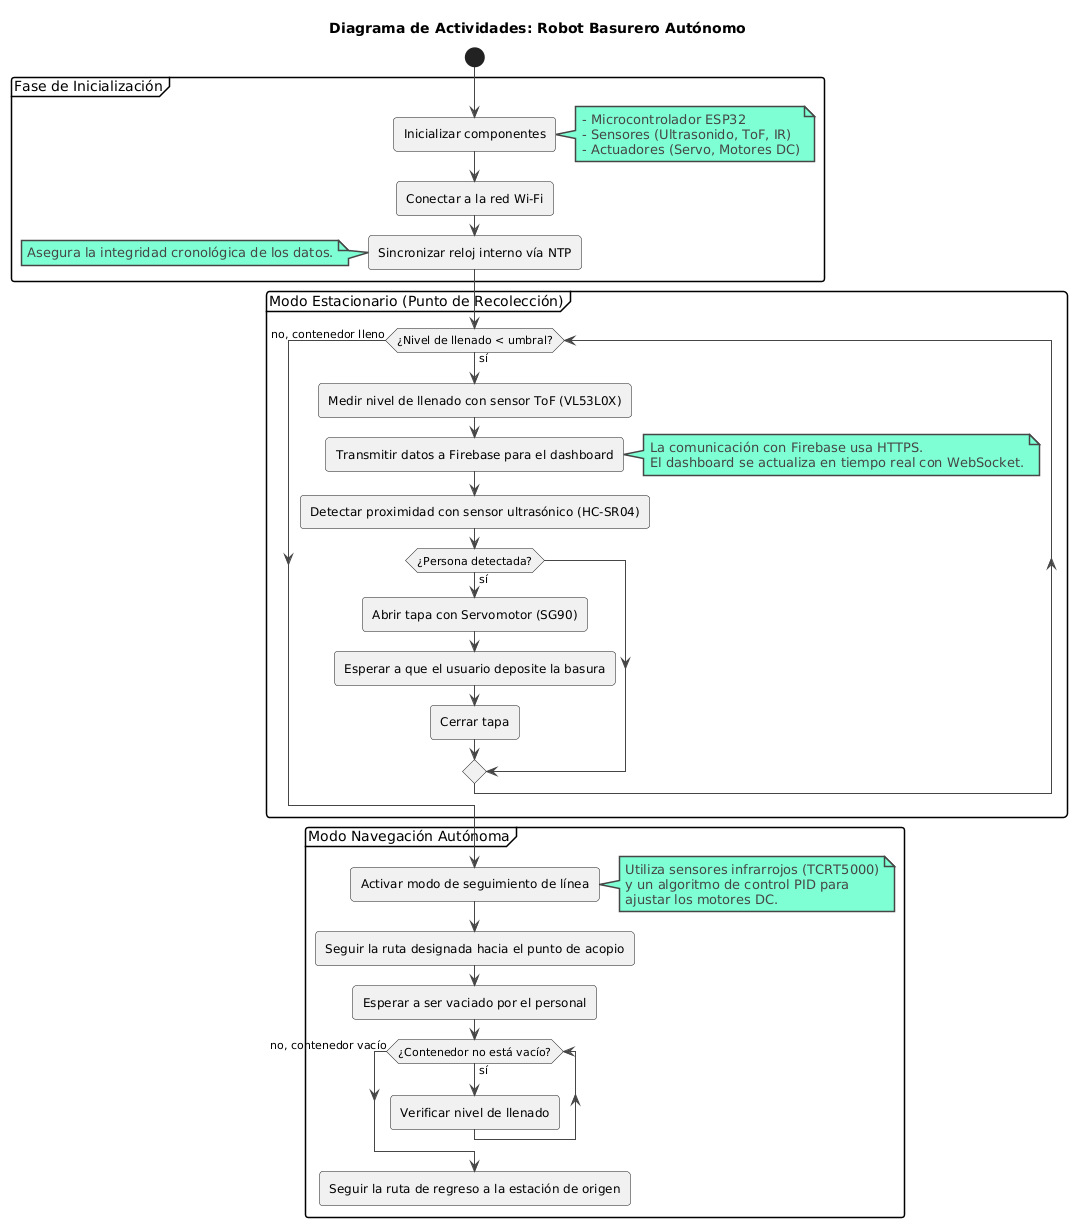 Diagrama de Actividades: Robot Basurero Autónomo
Fase de Inicialización
Inicializar componentes
- Microcontrolador ESP32
- Sensores (Ultrasonido, ToF, IR)
- Actuadores (Servo, Motores DC)
Conectar a la red Wi-Fi
Asegura la integridad cronológica de los datos.
Sincronizar reloj interno vía NTP
Modo Estacionario (Punto de Recolección)
no, contenedor lleno
¿Nivel de llenado < umbral?
sí
Medir nivel de llenado con sensor ToF (VL53L0X)
Transmitir datos a Firebase para el dashboard
La comunicación con Firebase usa HTTPS.
El dashboard se actualiza en tiempo real con WebSocket.
Detectar proximidad con sensor ultrasónico (HC-SR04)
¿Persona detectada?
sí
Abrir tapa con Servomotor (SG90)
Esperar a que el usuario deposite la basura
Cerrar tapa
Modo Navegación Autónoma
Activar modo de seguimiento de línea
Utiliza sensores infrarrojos (TCRT5000)
y un algoritmo de control PID para
ajustar los motores DC.
Seguir la ruta designada hacia el punto de acopio
Esperar a ser vaciado por el personal
no, contenedor vacío
¿Contenedor no está vacío?
sí
Verificar nivel de llenado
Seguir la ruta de regreso a la estación de origen